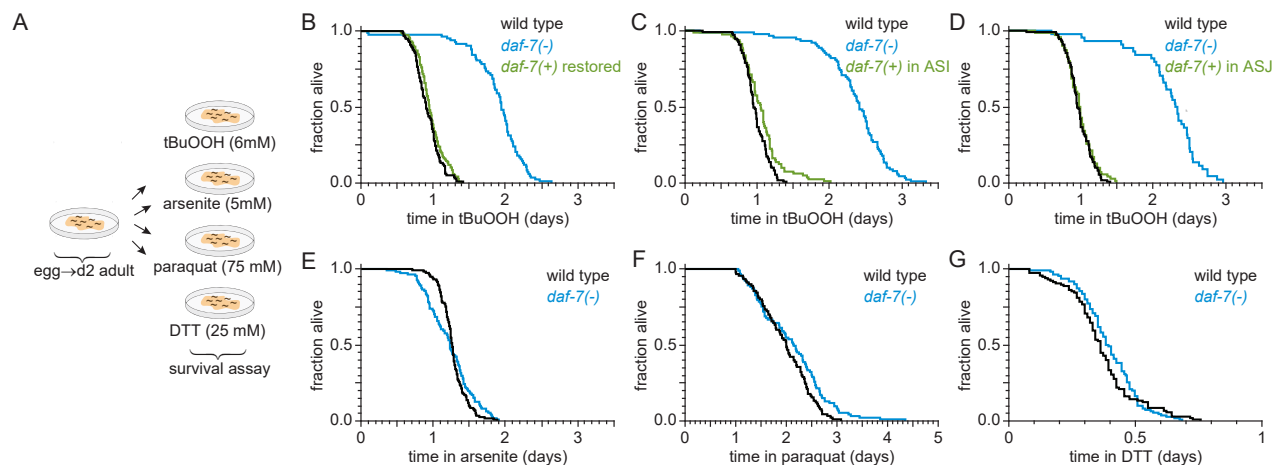 A
tBuOOH (6mM)
arsenite (5mM)
egg→d2 adult
paraquat (75 mM)
DTT (25 mM)
survival assay
B
wild type
daf-7(-)
daf-7(+) restored
fraction alive
1.0
0.5
0.0
0 1 2 3
time in tBuOOH (days)
C
wild type
daf-7(-)
daf-7(+) in ASI
fraction alive
1.0
0.5
0.0
0 1 2 3
time in tBuOOH (days)
D
wild type
daf-7(-)
daf-7(+) in ASJ
fraction alive
1.0
0.5
0.0
0 1 2 3
time in tBuOOH (days)
E
wild type
daf-7(-)
fraction alive
1.0
0.5
0.0
0 1 2 3
time in arsenite (days)
F
wild type
daf-7(-)
fraction alive
1.0
0.5
0.0
0 1 2 3 4 5
time in paraquat (days)
G
wild type
daf-7(-)
fraction alive
1.0
0.5
0.0
0 0.5 1
time in DTT (days)